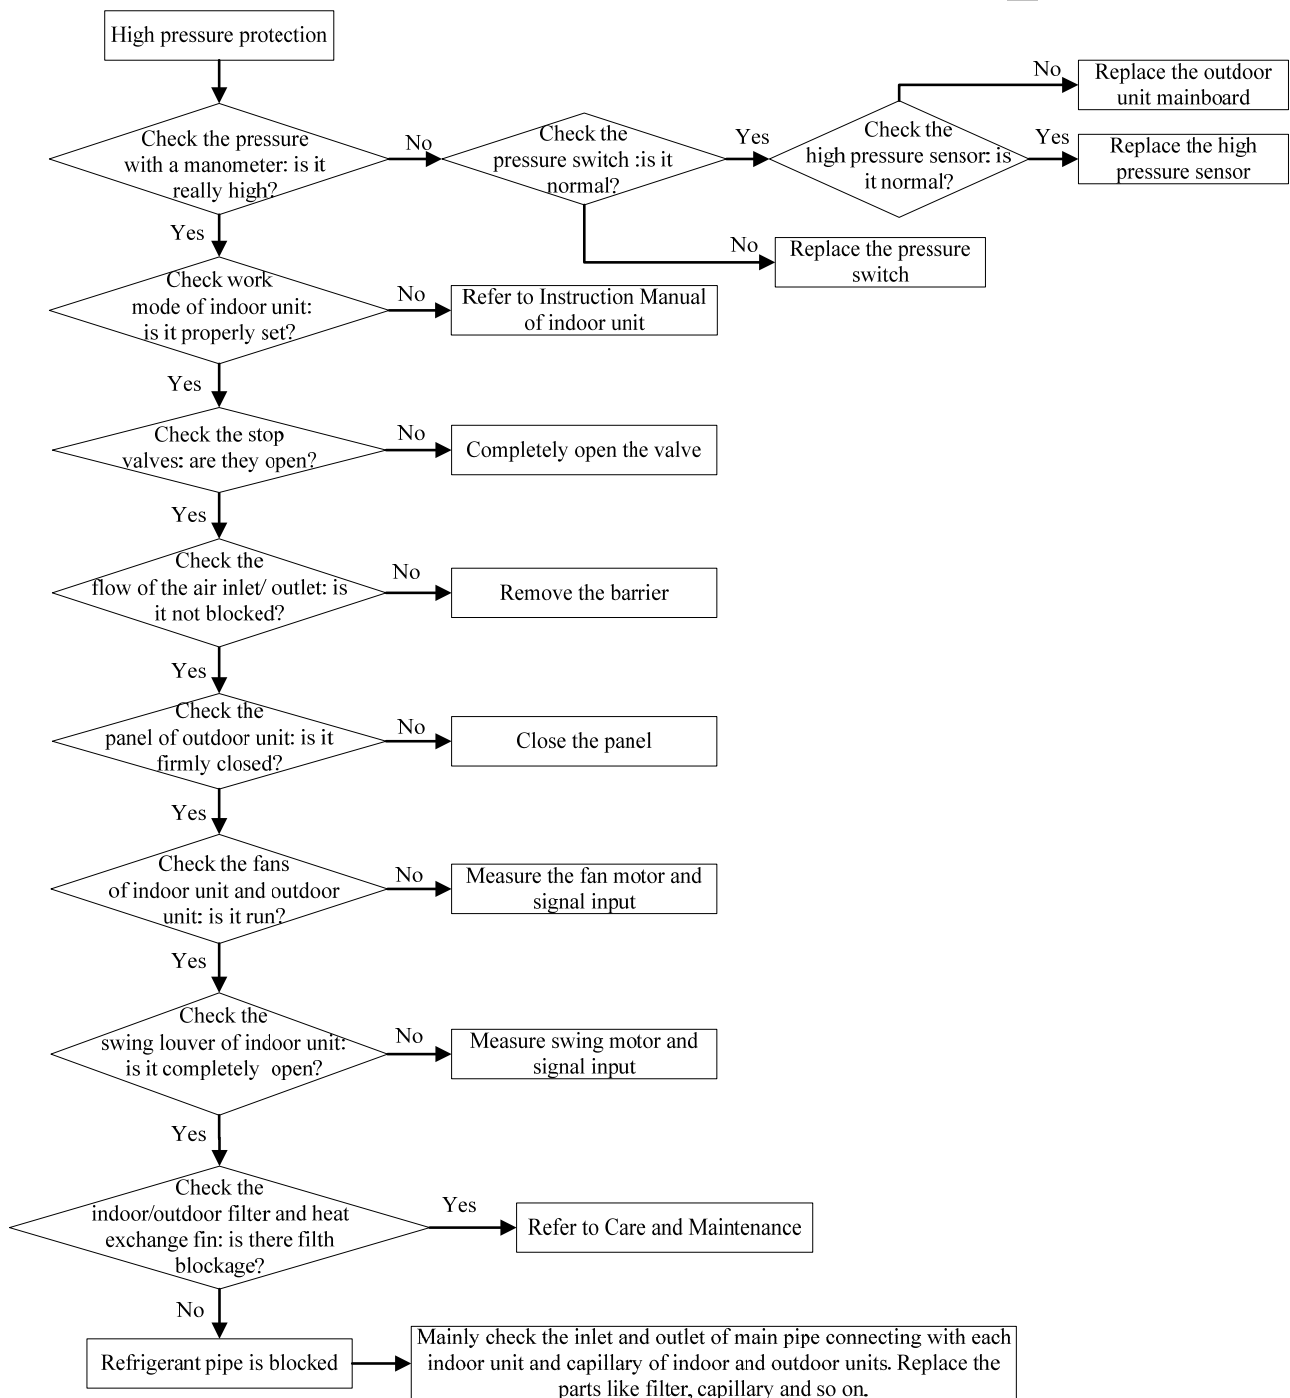 High pressure protection
Check the pressure
with a manometer: is it
really high?
No
Check the
pressure switch :is it
normal?
Yes
Check the
high pressure sensor: is
it normal?
No
Replace the outdoor
unit mainboard
Yes
Replace the high
pressure sensor
No
Replace the pressure
switch
Yes
Check work
mode of indoor unit:
is it properly set?
No
Refer to Instruction Manual
of indoor unit
Yes
Check the stop
valves: are they open?
No
Completely open the valve
Yes
Check the
flow of the air inlet/ outlet: is
it not blocked?
No
Remove the barrier
Yes
Check the
panel of outdoor unit: is it
firmly closed?
No
Close the panel
Yes
Check the fans
of indoor unit and outdoor
unit: is it run?
No
Measure the fan motor and
signal input
Yes
Check the
swing louver of indoor unit:
is it completely open?
No
Measure swing motor and
signal input
Yes
Check the
indoor/outdoor filter and heat
exchange fin: is there filth
blockage?
Yes
Refer to Care and Maintenance
No
Refrigerant pipe is blocked
Mainly check the inlet and outlet of main pipe connecting with each
indoor unit and capillary of indoor and outdoor units. Replace the
parts like filter, capillary and so on.